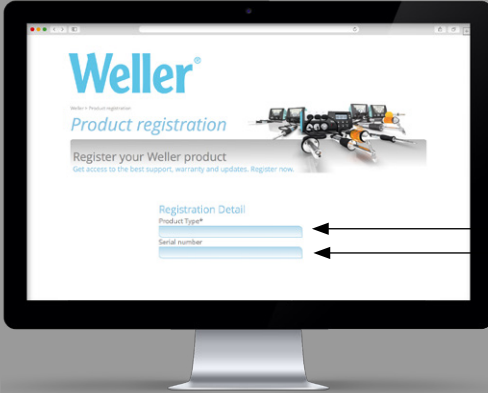 Weller®
Weller > Product registration
Product registration
Register your Weller product
Get access to the best support, warranty and updates. Register now.
Registration Detail
Product Type*
Serial number